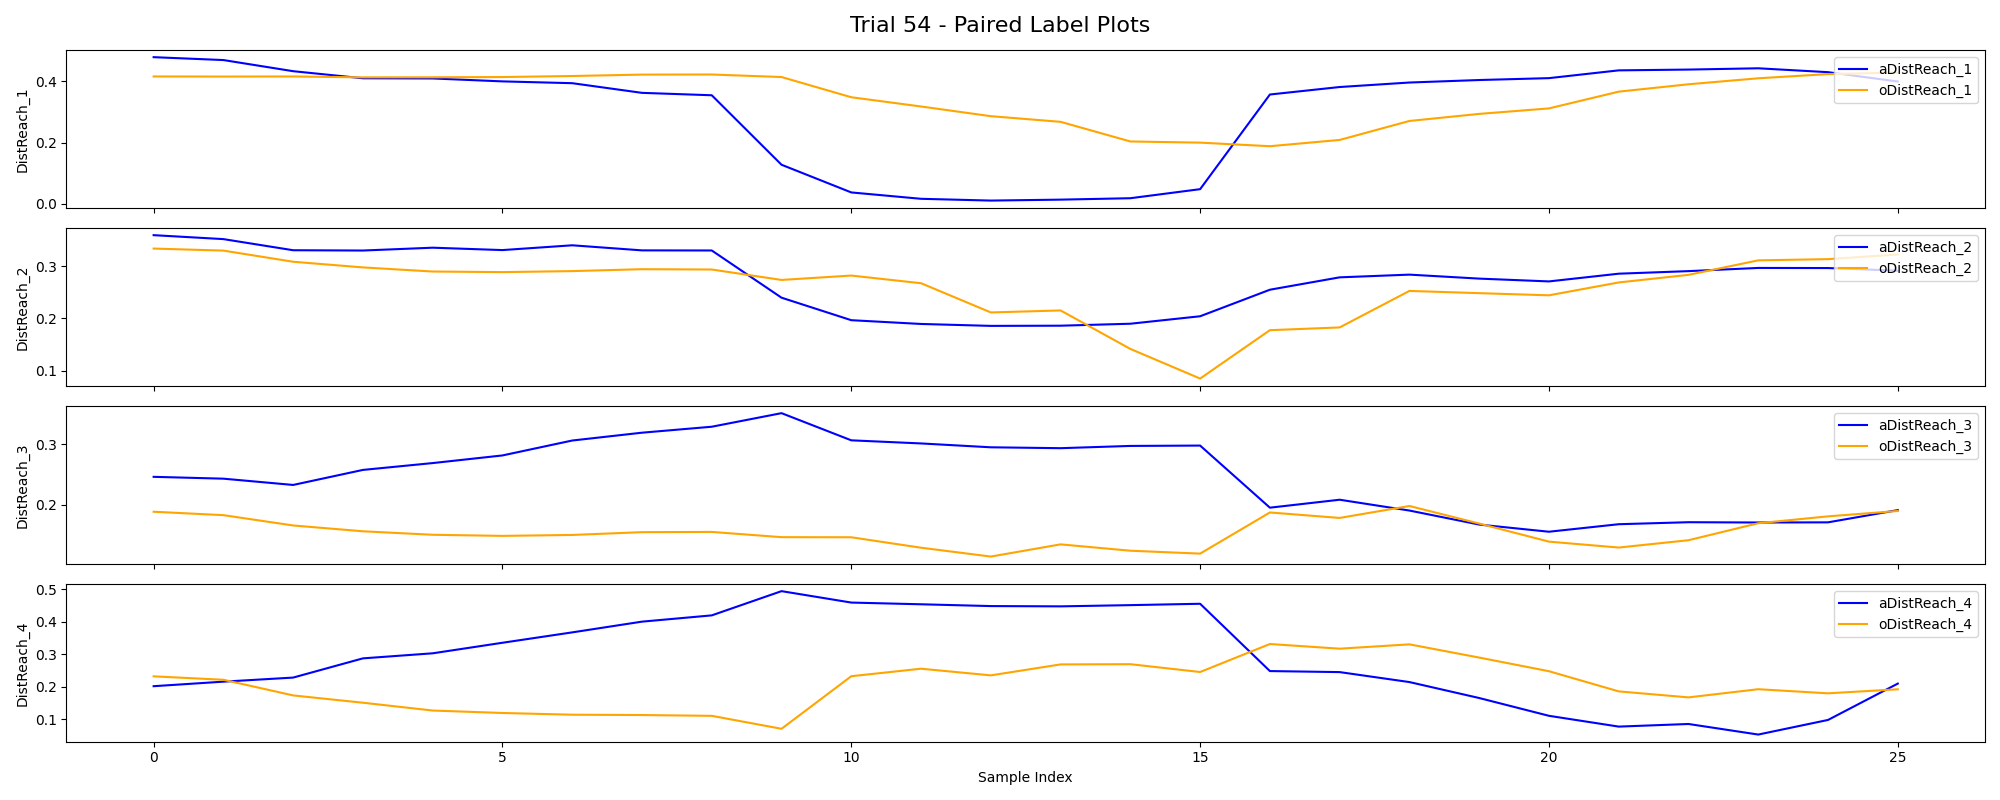 Trial 54 - Paired Label Plots
DistReach_1
0.4
0.2
0.0
aDistReach_1
oDistReach_1
DistReach_2
0.3
0.2
0.1
aDistReach_2
oDistReach_2
DistReach_3
0.3
0.2
aDistReach_3
oDistReach_3
DistReach_4
0.5
0.4
0.3
0.2
0.1
aDistReach_4
oDistReach_4
0 5 10 15 20 25
Sample Index